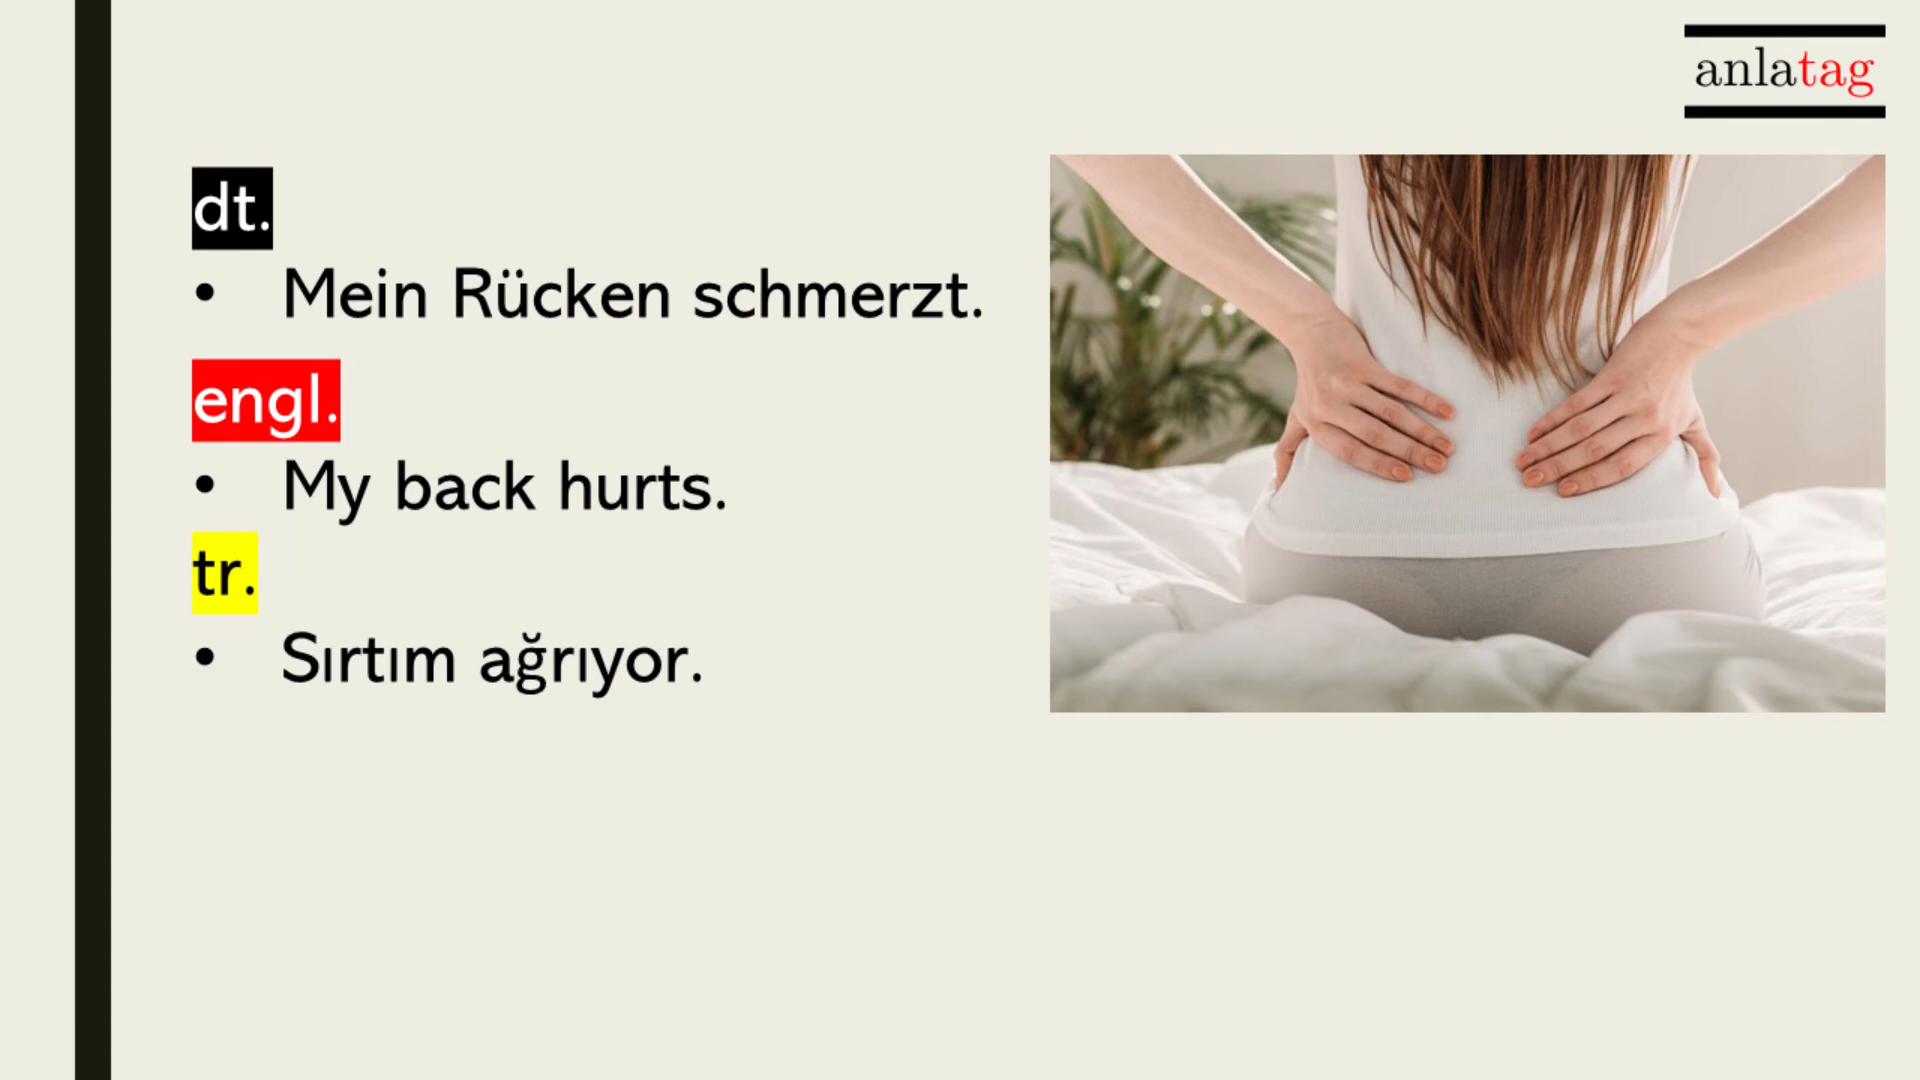 anlatag
dt.
• Mein Rücken schmerzt.
engl.
• My back hurts.
tr.
• Sırtım ağrıyor.